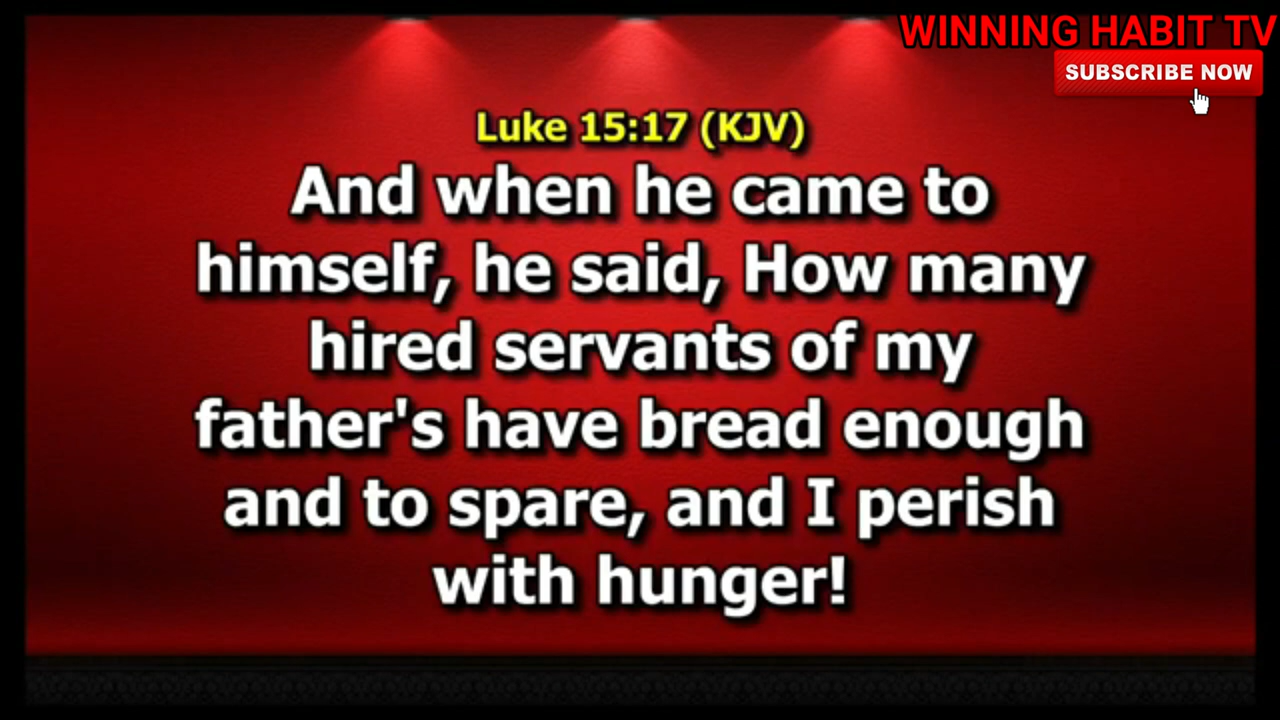 WINNING HABIT TV
SUBSCRIBE NOW
Luke 15:17 (KJV)
And when he came to
himself, he said, How many
hired servants of my
father's have bread enough
and to spare, and I perish
with hunger!